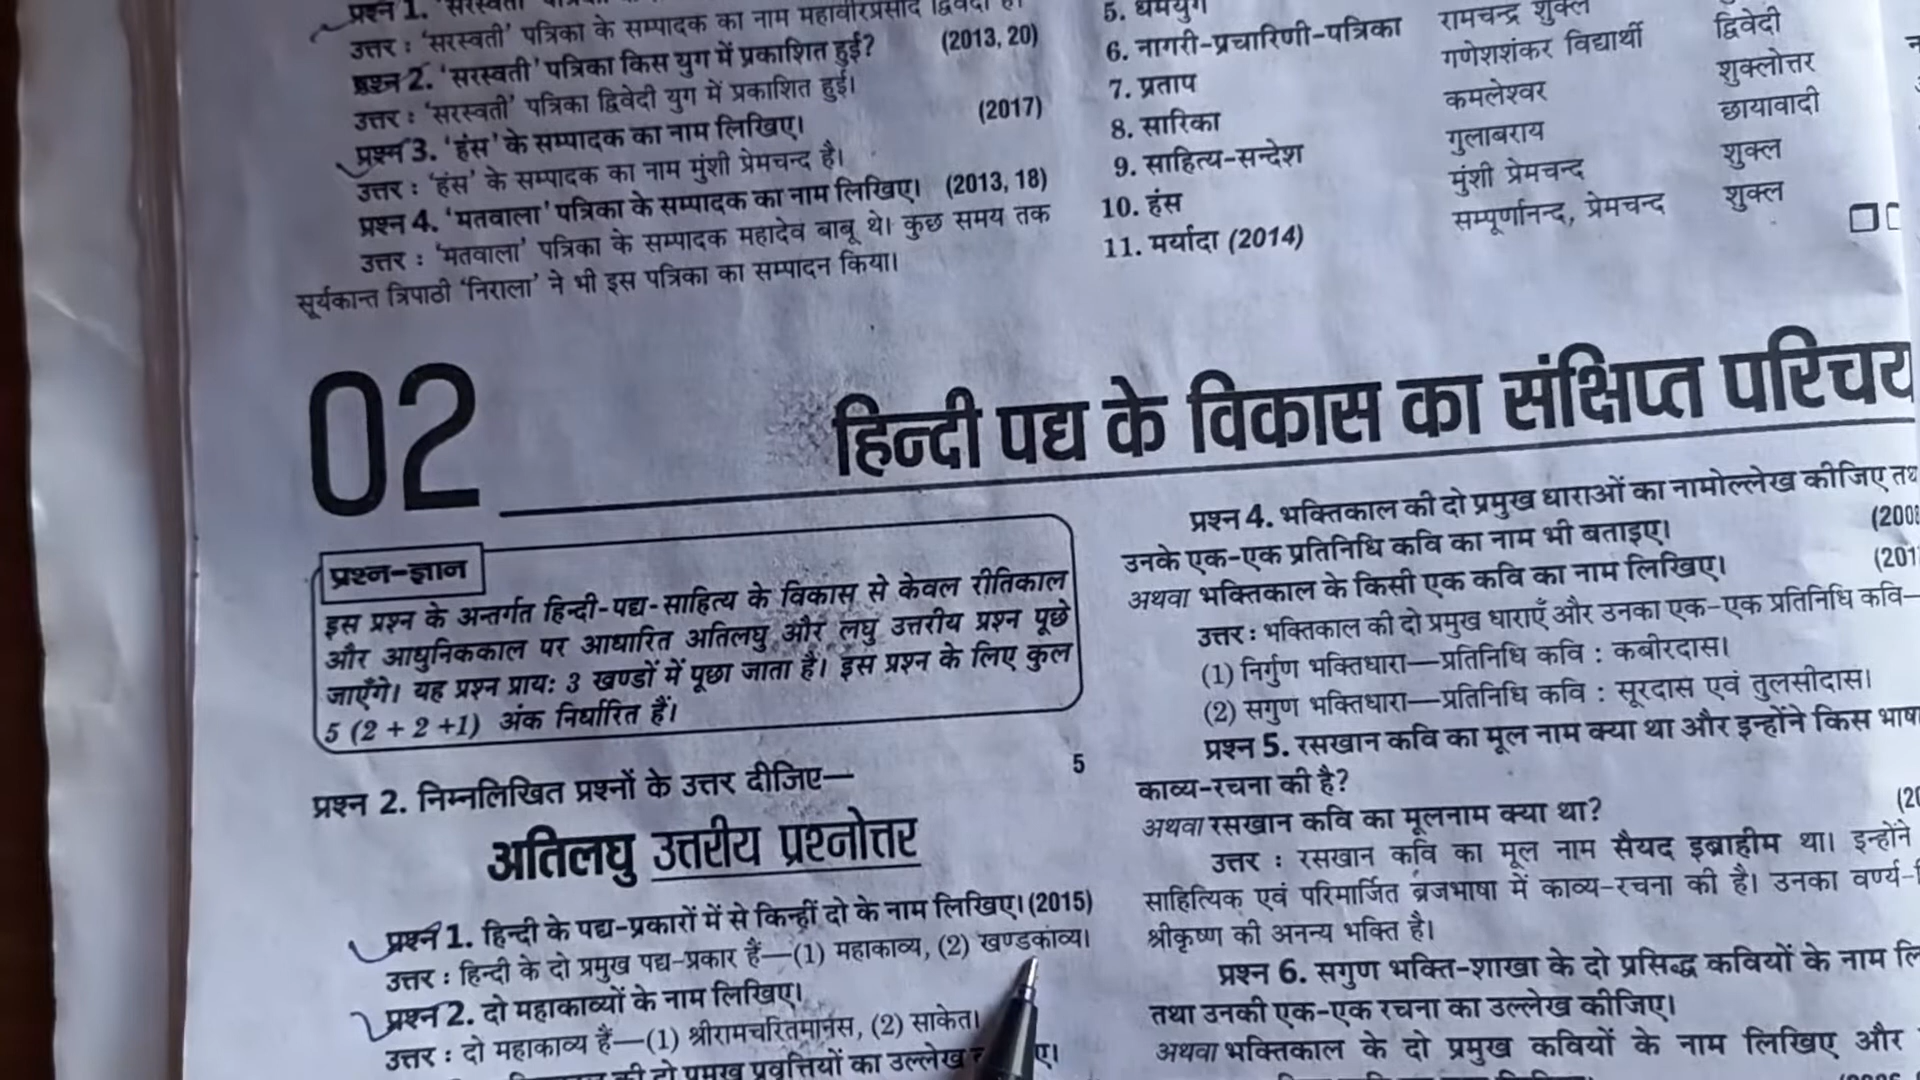 प्रश्न 1. 'सरस्वती
उत्तर : 'सरस्वती' पत्रिका के सम्पादक का नाम महावीरप्रसाद द्विवेदी है।
प्रश्न 2. 'सरस्वती' पत्रिका किस युग में प्रकाशित हुई? (2013, 20)
उत्तर : 'सरस्वती' पत्रिका द्विवेदी युग में प्रकाशित हुई।
प्रश्न 3. 'हंस' के सम्पादक का नाम लिखिए। (2017)
उत्तर : 'हंस' के सम्पादक का नाम मुंशी प्रेमचन्द है।
प्रश्न 4. 'मतवाला' पत्रिका के सम्पादक का नाम लिखिए। (2013, 18)
उत्तर : 'मतवाला' पत्रिका के सम्पादक महादेव बाबू थे। कुछ समय तक
सूर्यकान्त त्रिपाठी 'निराला' ने भी इस पत्रिका का सम्पादन किया।
5. धर्मयुग
6. नागरी-प्रचारिणी-पत्रिका रामचन्द्र शुक्ल द्विवेदी
7. प्रताप गणेशशंकर विद्यार्थी शुक्लोत्तर
8. सारिका कमलेश्वर छायावादी
9. साहित्य-सन्देश गुलाबराय शुक्ल
10. हंस मुंशी प्रेमचन्द शुक्ल
11. मर्यादा (2014) सम्पूर्णानन्द, प्रेमचन्द
02 हिन्दी पद्य के विकास का संक्षिप्त परिचय
प्रश्न-ज्ञान
इस प्रश्न के अन्तर्गत हिन्दी-पद्य-साहित्य के विकास से केवल रीतिकाल
और आधुनिककाल पर आधारित अतिलघु और लघु उत्तरीय प्रश्न पूछे
जाएँगे। यह प्रश्न प्रायः 3 खण्डों में पूछा जाता है। इस प्रश्न के लिए कुल
5 (2 + 2 +1) अंक निर्धारित हैं।
प्रश्न 2. निम्नलिखित प्रश्नों के उत्तर दीजिए— 5
अतिलघु उत्तरीय प्रश्नोत्तर
प्रश्न 1. हिन्दी के पद्य-प्रकारों में से किन्हीं दो के नाम लिखिए। (2015)
उत्तर : हिन्दी के दो प्रमुख पद्य-प्रकार हैं—(1) महाकाव्य, (2) खण्डकाव्य।
प्रश्न 2. दो महाकाव्यों के नाम लिखिए।
उत्तर : दो महाकाव्य हैं—(1) श्रीरामचरितमानस, (2) साकेत।
की दो प्रमुख प्रवृत्तियों का उल्लेख
प्रश्न 4. भक्तिकाल की दो प्रमुख धाराओं का नामोल्लेख कीजिए
उनके एक-एक प्रतिनिधि कवि का नाम भी बताइए।
अथवा भक्तिकाल के किसी एक कवि का नाम लिखिए।
उत्तर : भक्तिकाल की दो प्रमुख धाराएँ और उनका एक-एक प्रतिनिधि कवि—
(1) निर्गुण भक्तिधारा—प्रतिनिधि कवि : कबीरदास।
(2) सगुण भक्तिधारा—प्रतिनिधि कवि : सूरदास एवं तुलसीदास।
प्रश्न 5. रसखान कवि का मूल नाम क्या था और इन्होंने किस
काव्य-रचना की है?
अथवा रसखान कवि का मूलनाम क्या था?
उत्तर : रसखान कवि का मूल नाम सैयद इब्राहीम था। इन्होंने
साहित्यिक एवं परिमार्जित ब्रजभाषा में काव्य-रचना की है। उनका
श्रीकृष्ण की अनन्य भक्ति है।
प्रश्न 6. सगुण भक्ति-शाखा के दो प्रसिद्ध कवियों के नाम
तथा उनकी एक-एक रचना का उल्लेख कीजिए।
अथवा भक्तिकाल के दो प्रमुख कवियों के नाम लिखिए और